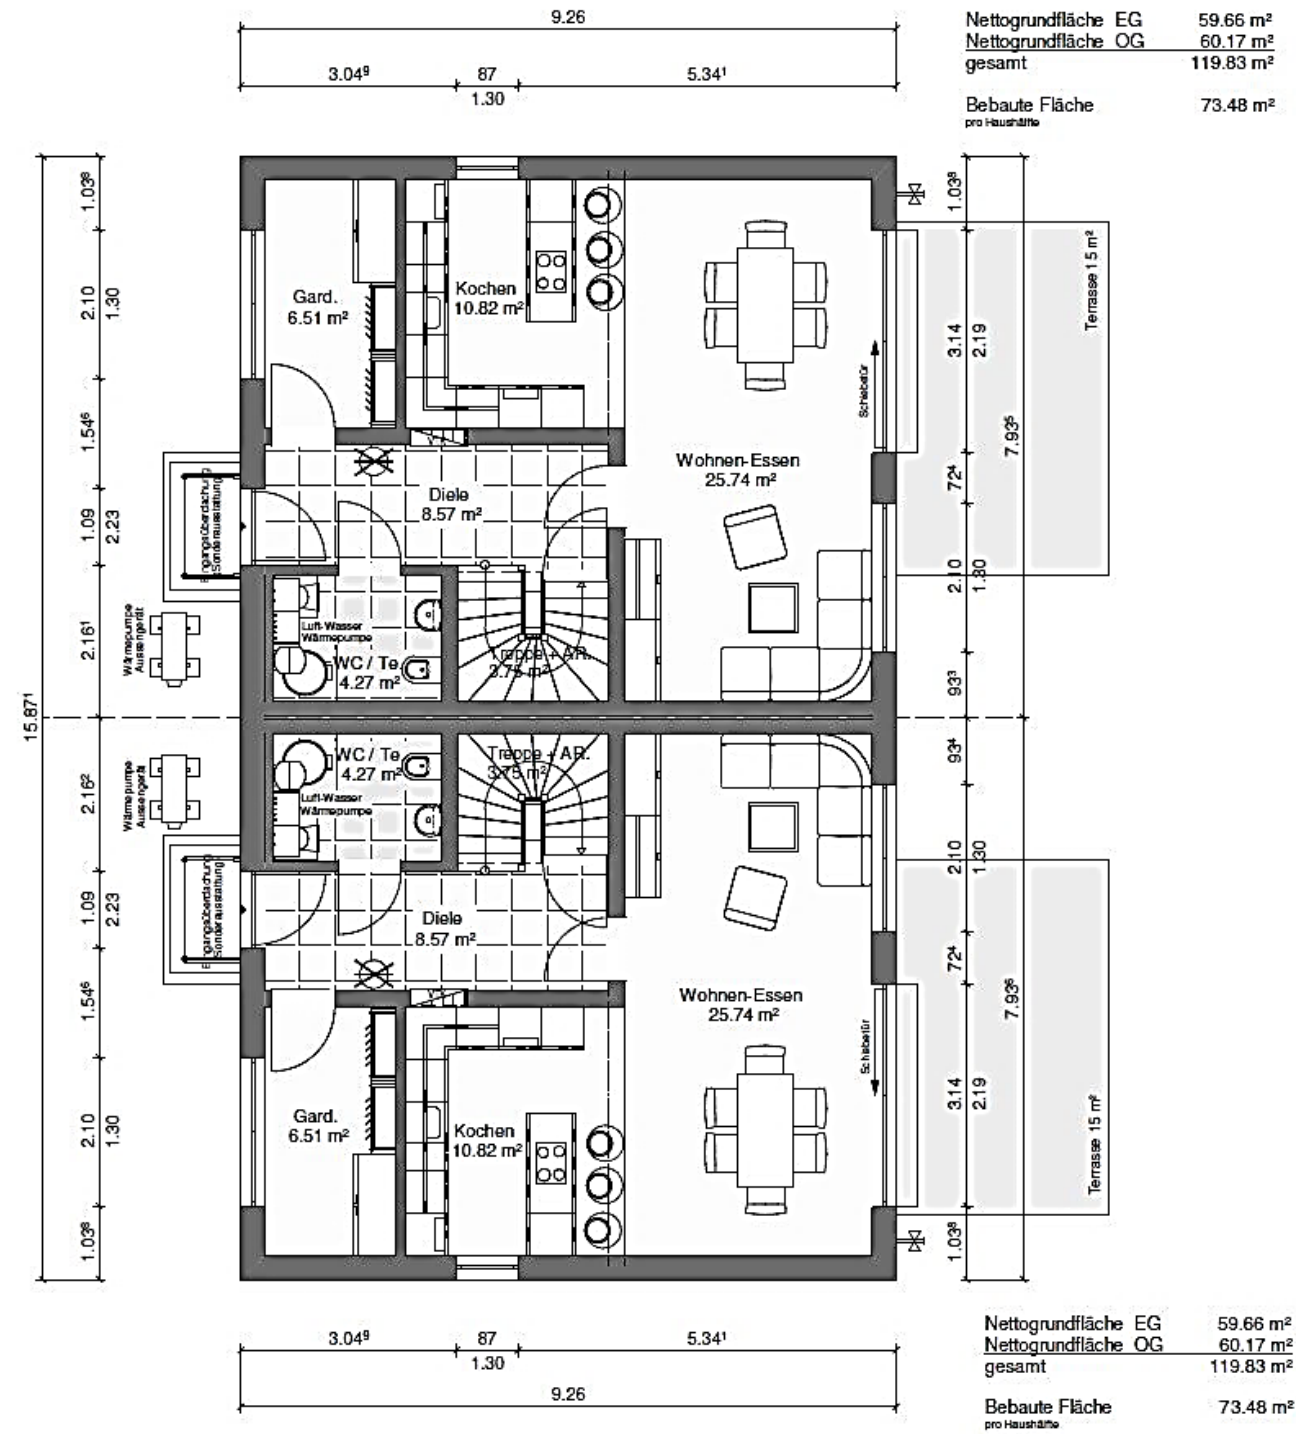 9.26
Nettogrundfläche EG 59.66 m²
Nettogrundfläche OG 60.17 m²
gesamt 119.83 m²
Bebaute Fläche 73.48 m²
pro Haushälfte
3.04⁹ 87 5.34¹
1.30
1.03⁸
2.10
1.30
1.54⁶
1.09
2.23
2.16¹
15.87¹
2.16²
1.09
2.23
1.54⁶
2.10
1.30
1.03⁸
Gard.
6.51 m²
Kochen
10.82 m²
Wohnen-Essen
25.74 m²
Schiebetür
Diele
8.57 m²
Eingangsüberdachung
Sonderausstattung
Wärmepumpe
Aussengerät
Luft-Wasser
Wärmepumpe
WC / Te
4.27 m²
Treppe + AR.
3.75 m²
1.03⁸
3.14
2.19
Terrasse 15 m²
7.93⁵
72⁴
2.10
1.30
93³
WC / Te
4.27 m²
Luft-Wasser
Wärmepumpe
Treppe + AR.
3.75 m²
Wärmepumpe
Aussengerät
Eingangsüberdachung
Sonderausstattung
Diele
8.57 m²
Wohnen-Essen
25.74 m²
Schiebetür
Gard.
6.51 m²
Kochen
10.82 m²
93⁴
2.10
1.30
72⁴
7.93⁶
3.14
2.19
Terrasse 15 m²
1.03⁸
3.04⁹ 87 5.34¹
1.30
9.26
Nettogrundfläche EG 59.66 m²
Nettogrundfläche OG 60.17 m²
gesamt 119.83 m²
Bebaute Fläche 73.48 m²
pro Haushälfte